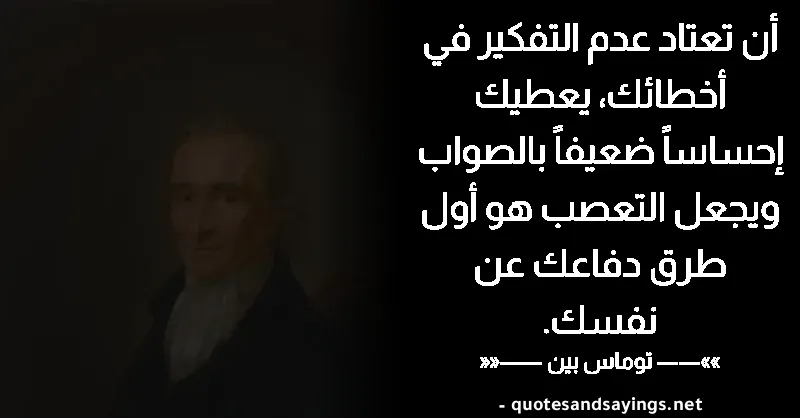 أن تعتاد عدم التفكير في
أخطائك، يعطيك
إحساساً ضعيفاً بالصواب
ويجعل التعصب هو أول
طرق دفاعك عن
نفسك.
»»—— توماس بين ——««
- quotesandsayings.net